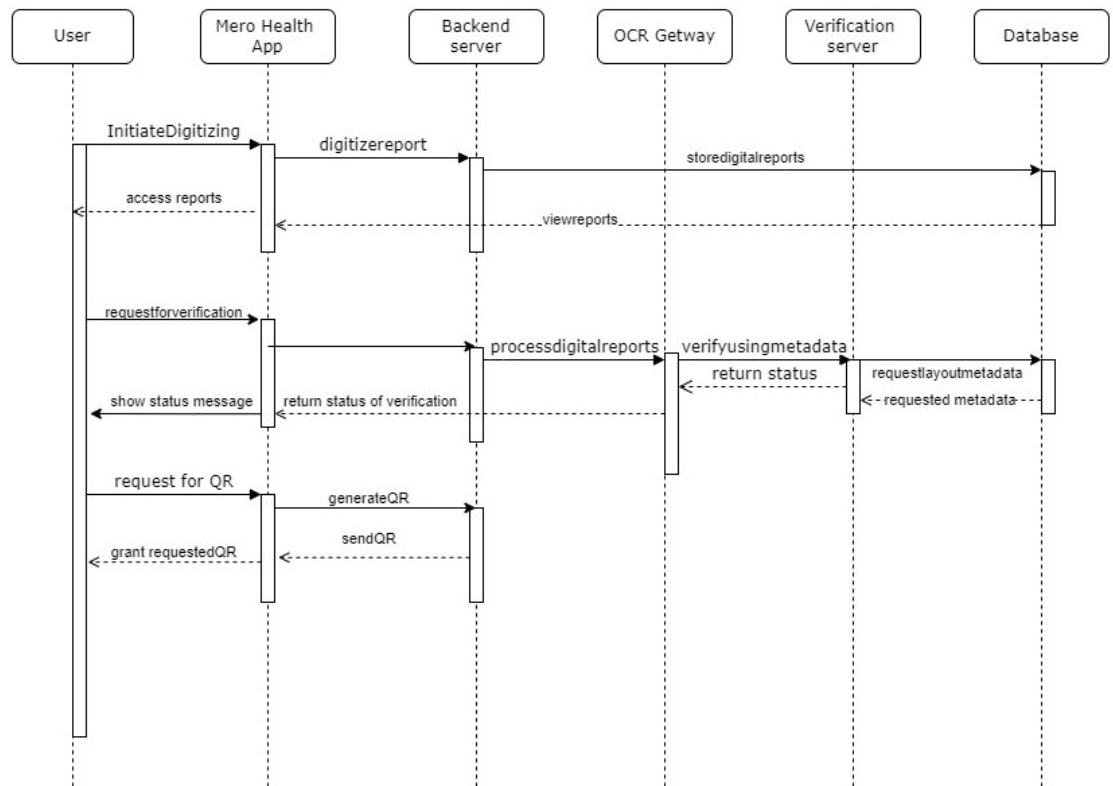 User
Mero Health
App
Backend
server
OCR Getway
Verification
server
Database
InitiateDigitizing
digitizereport
storedigitalreports
access reports
viewreports
requestforverification
processdigitalreports
verifyusingmetadata
return status
requestlayoutmetadata
show status message
return status of verification
requested metadata
request for QR
generateQR
sendQR
grant requestedQR